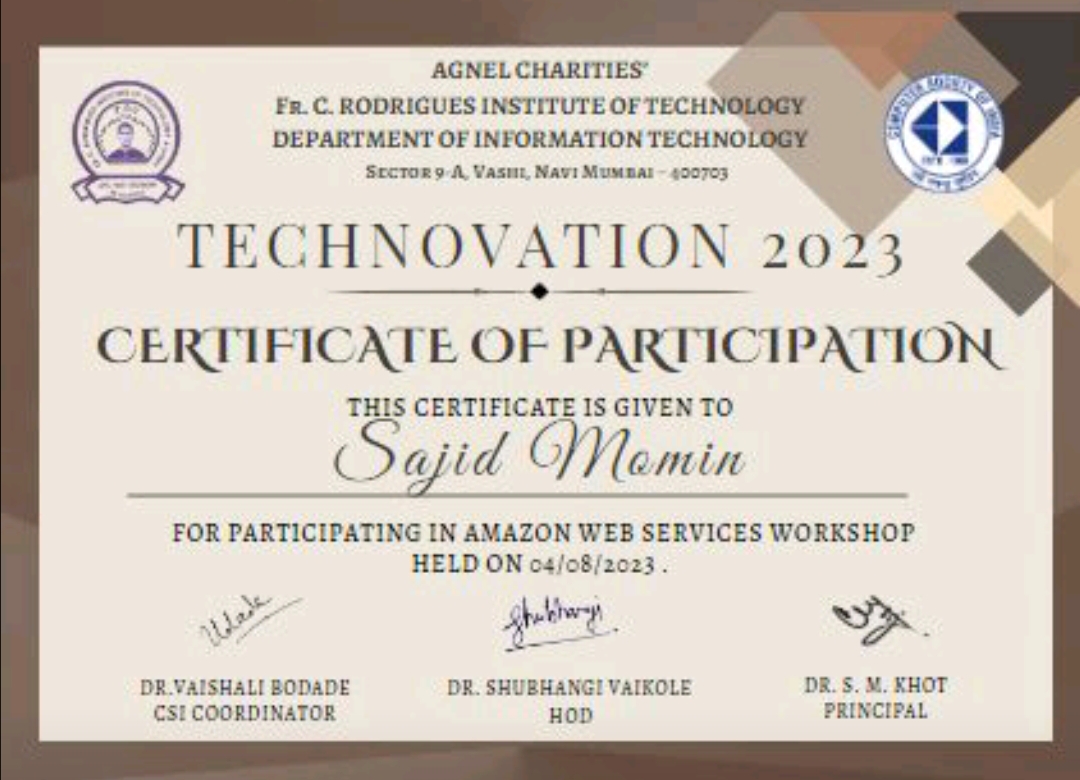 AGNEL CHARITIES'
FR. C. RODRIGUES INSTITUTE OF TECHNOLOGY
DEPARTMENT OF INFORMATION TECHNOLOGY
SECTOR 9-A, VASHI, NAVI MUMBAI – 400703
COMPUTER SOCIETY OF INDIA
TECHNOVATION 2023
CERTIFICATE OF PARTICIPATION
THIS CERTIFICATE IS GIVEN TO
Sajid Momin
FOR PARTICIPATING IN AMAZON WEB SERVICES WORKSHOP
HELD ON 04/08/2023 .
Shubhangi
DR.VAISHALI BODADE DR. SHUBHANGI VAIKOLE DR. S. M. KHOT
CSI COORDINATOR HOD PRINCIPAL